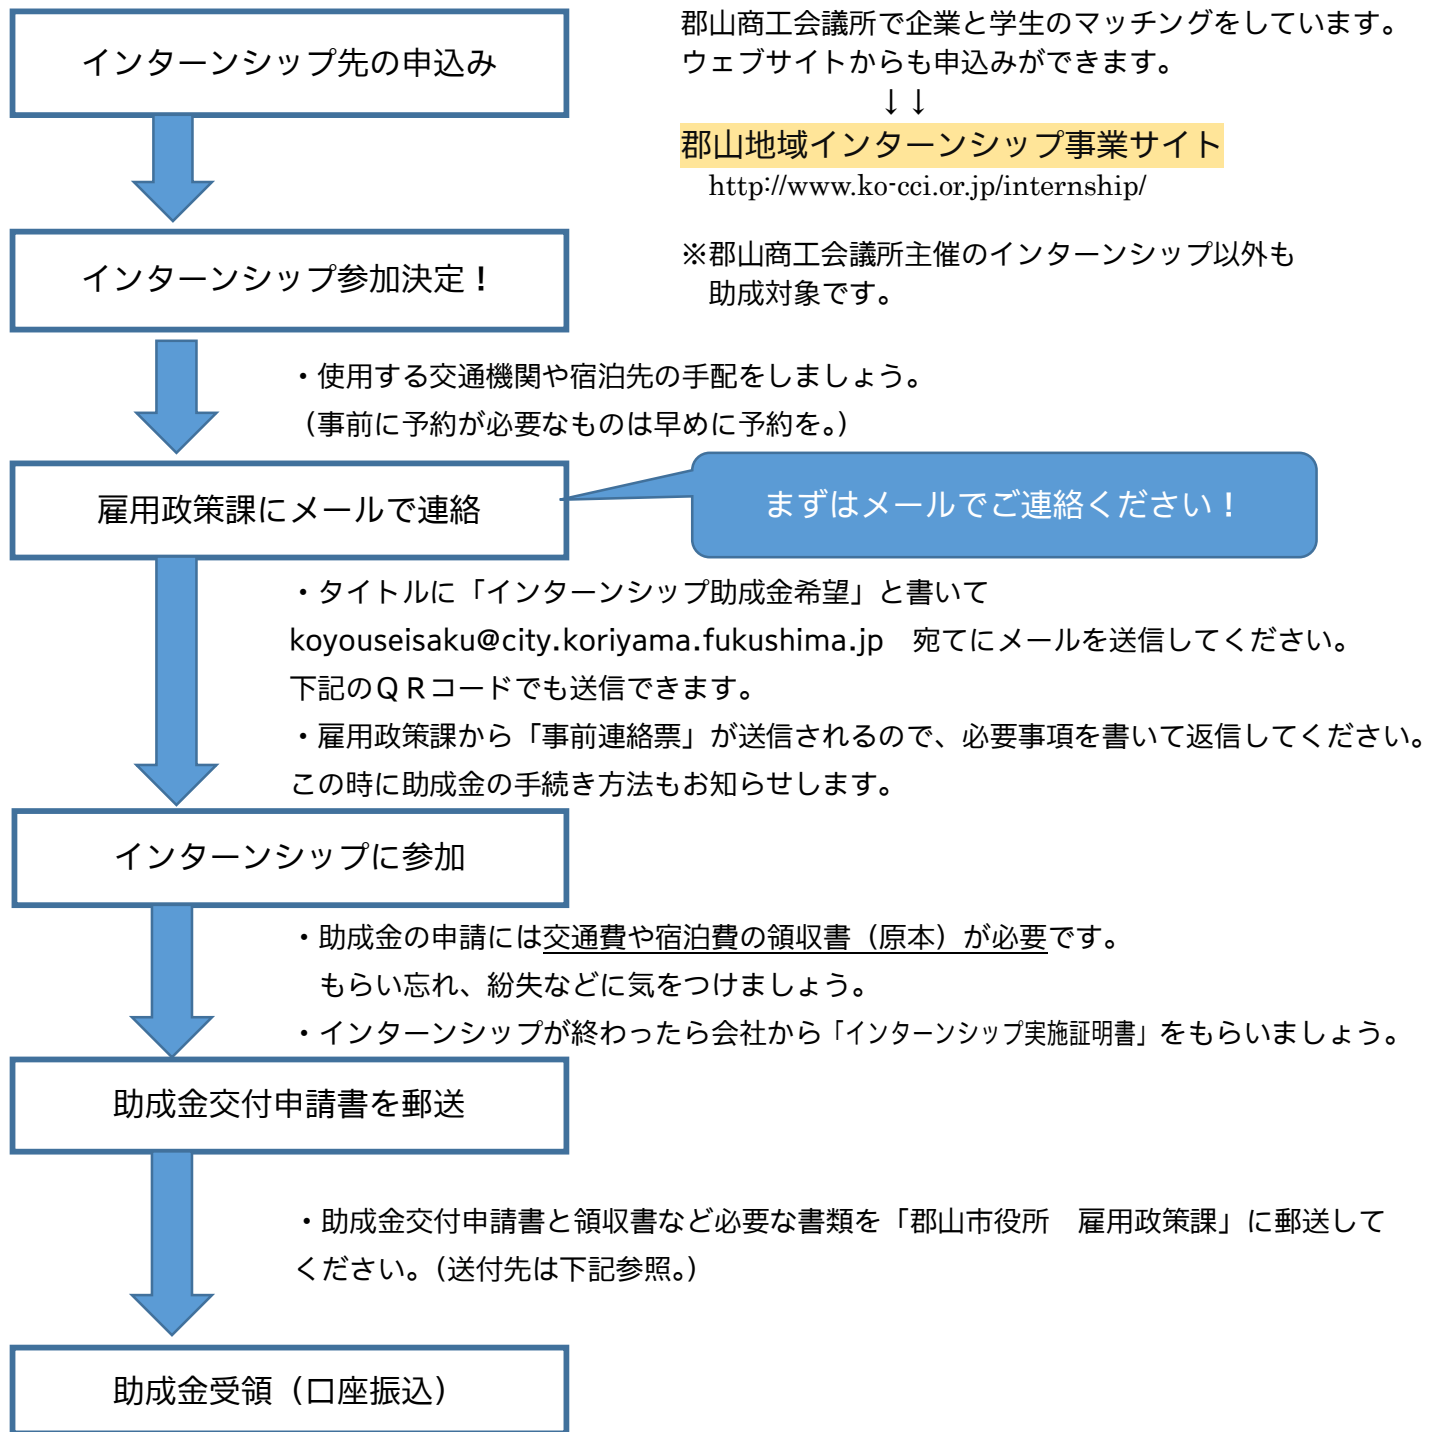 インターンシップ先の申込み
郡山商工会議所で企業と学生のマッチングをしています。
ウェブサイトからも申込みができます。
↓↓
郡山地域インターンシップ事業サイト
http://www.ko-cci.or.jp/internship/
インターンシップ参加決定！
※郡山商工会議所主催のインターンシップ以外も
助成対象です。
・使用する交通機関や宿泊先の手配をしましょう。
（事前に予約が必要なものは早めに予約を。）
雇用政策課にメールで連絡
まずはメールでご連絡ください！
・タイトルに「インターンシップ助成金希望」と書いて
koyouseisaku@city.koriyama.fukushima.jp　宛てにメールを送信してください。
下記のＱＲコードでも送信できます。
・雇用政策課から「事前連絡票」が送信されるので、必要事項を書いて返信してください。
この時に助成金の手続き方法もお知らせします。
インターンシップに参加
・助成金の申請には交通費や宿泊費の領収書（原本）が必要です。
もらい忘れ、紛失などに気をつけましょう。
・インターンシップが終わったら会社から「インターンシップ実施証明書」をもらいましょう。
助成金交付申請書を郵送
・助成金交付申請書と領収書など必要な書類を「郡山市役所　雇用政策課」に郵送して
ください。（送付先は下記参照。）
助成金受領（口座振込）